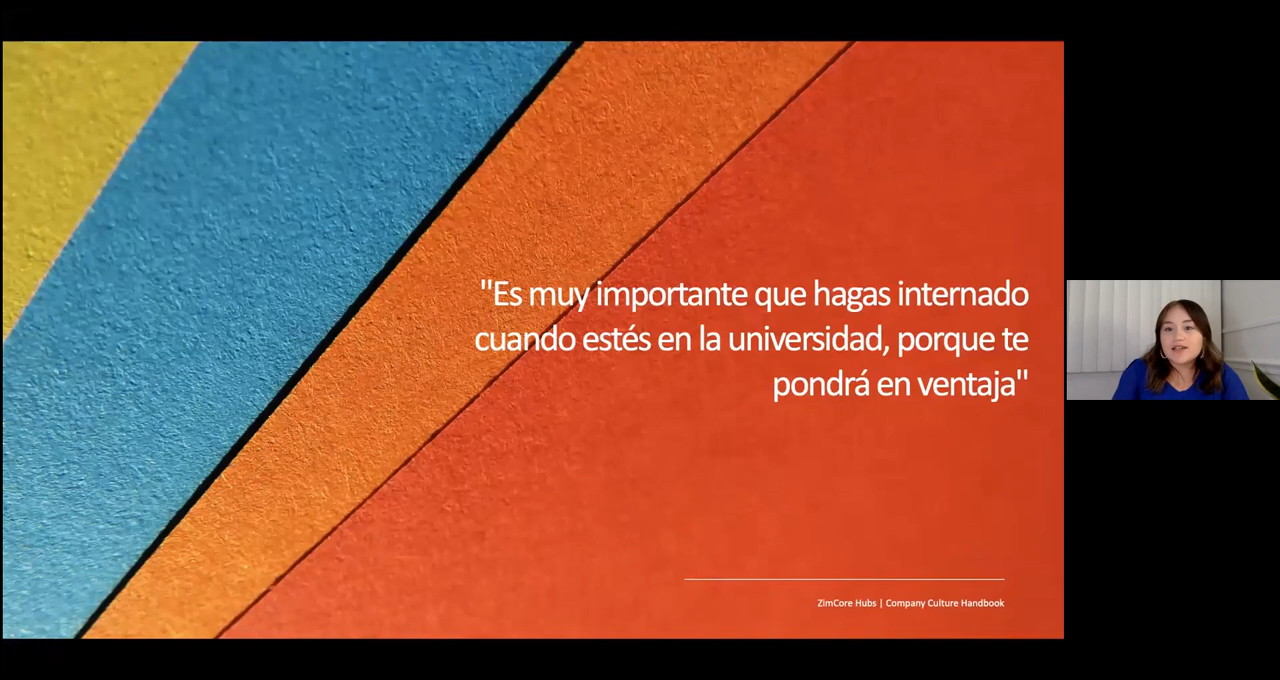 "Es muy importante que hagas internado
cuando estés en la universidad, porque te
pondrá en ventaja"
ZimCore Hubs | Company Culture Handbook